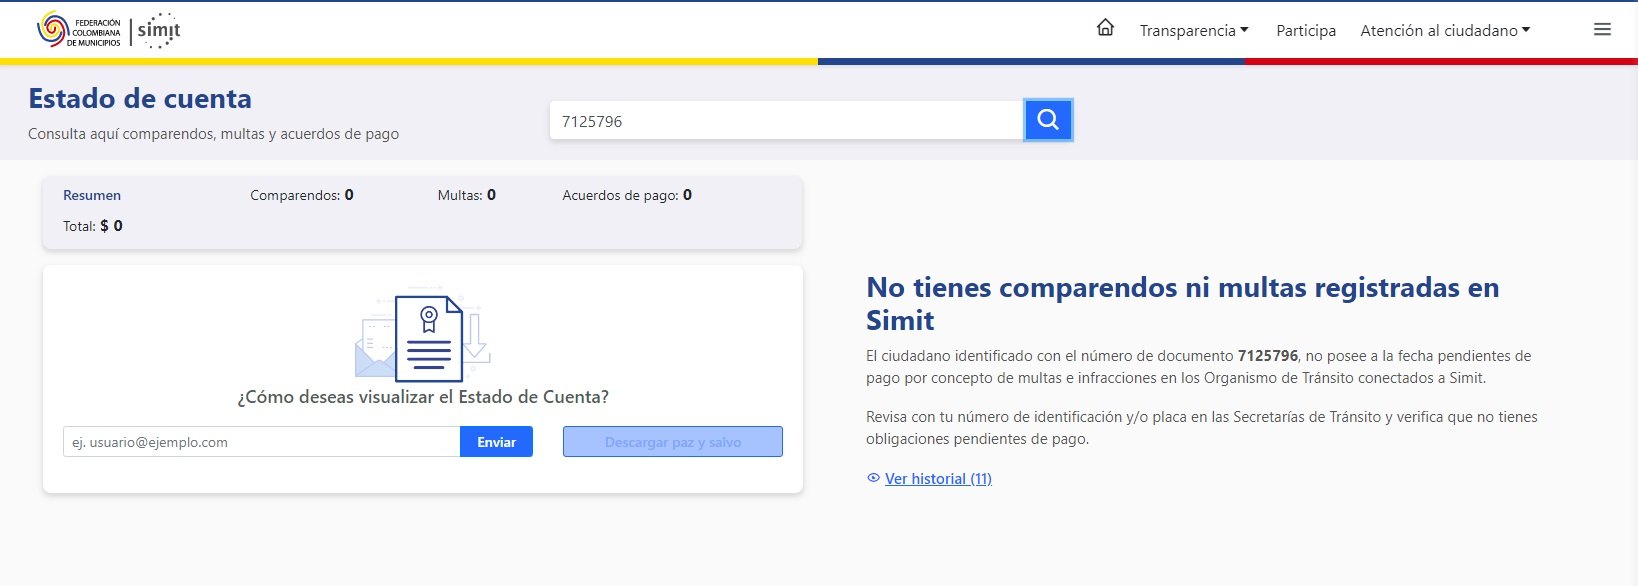 FEDERACIÓN
COLOMBIANA
DE MUNICIPIOS
simit
Transparencia
Participa
Atención al ciudadano
Estado de cuenta
Consulta aquí comparendos, multas y acuerdos de pago
7125796
Resumen
Comparendos: 0
Multas: 0
Acuerdos de pago: 0
Total: $ 0
¿Cómo deseas visualizar el Estado de Cuenta?
ej. usuario@ejemplo.com
Enviar
Descargar paz y salvo
No tienes comparendos ni multas registradas en
Simit
El ciudadano identificado con el número de documento 7125796, no posee a la fecha pendientes de
pago por concepto de multas e infracciones en los Organismo de Tránsito conectados a Simit.
Revisa con tu número de identificación y/o placa en las Secretarías de Tránsito y verifica que no tienes
obligaciones pendientes de pago.
Ver historial (11)